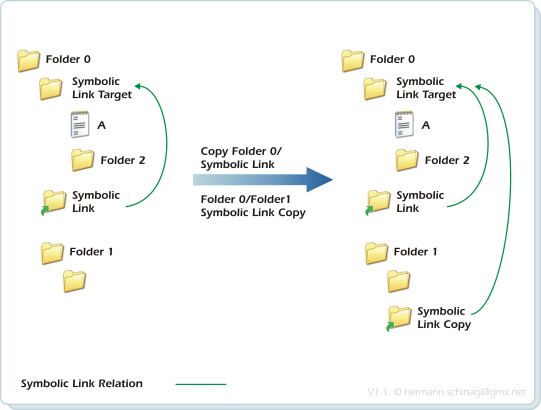 Folder 0
Symbolic
Link Target
A
Folder 2
Symbolic
Link
Folder 1
Copy Folder 0/
Symbolic Link
Folder 0/Folder1
Symbolic Link Copy
Folder 0
Symbolic
Link Target
A
Folder 2
Symbolic
Link
Folder 1
Symbolic
Link Copy
Symbolic Link Relation
V1.1, © hermann.schinagl@gmx.net